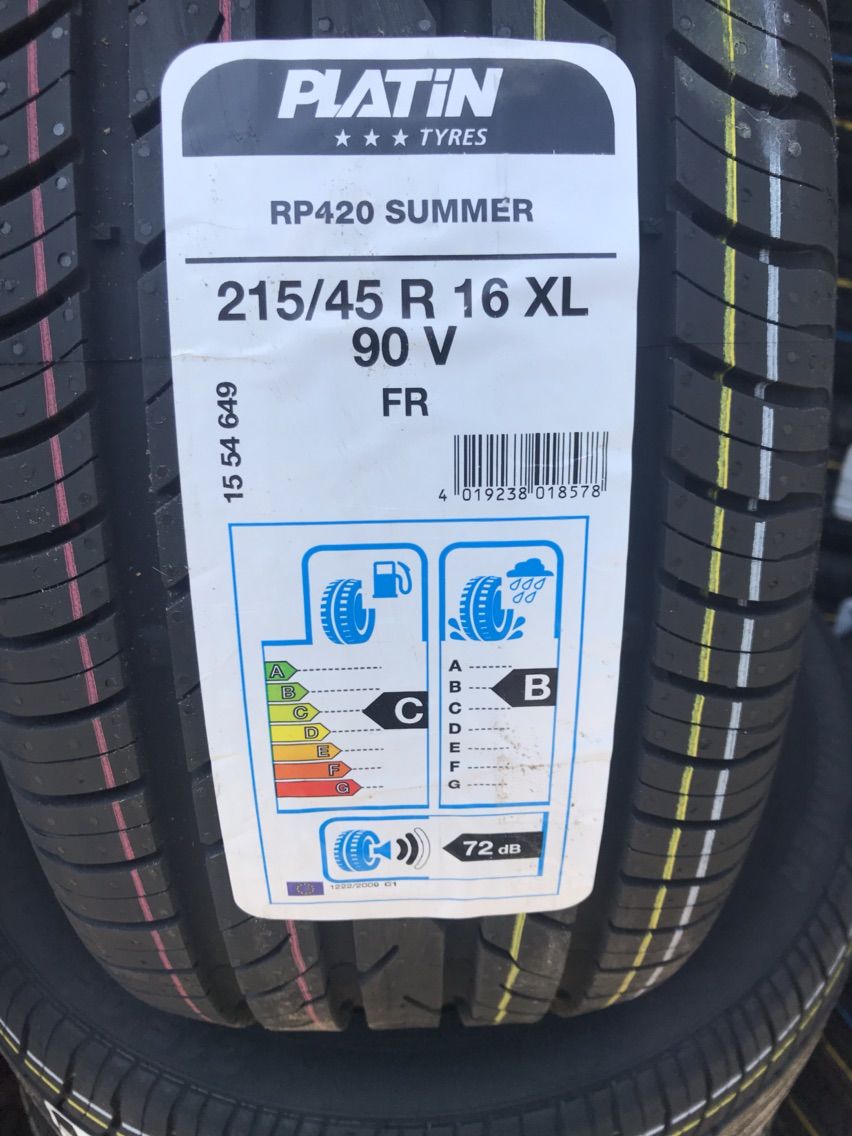 PLATiN
★★★ TYRES
RP420 SUMMER
215/45 R 16 XL
90 V
FR
15 54 649
4 019238 018578
A
B
C
D
E
F
G
C
A
B
C
D
E
F
G
B
72 dB
1222/2009 C1